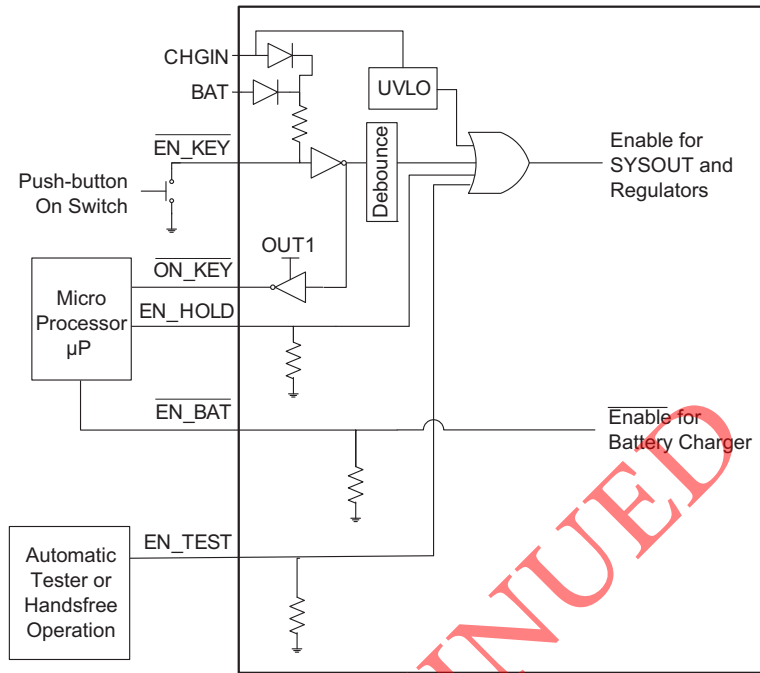 CHGIN
BAT
UVLO
EN_KEY
Push-button
On Switch
Debounce
Enable for
SYSOUT and
Regulators
OUT1
ON_KEY
Micro
Processor
µP
EN_HOLD
EN_BAT
Enable for
Battery Charger
EN_TEST
Automatic
Tester or
Handsfree
Operation
NUED